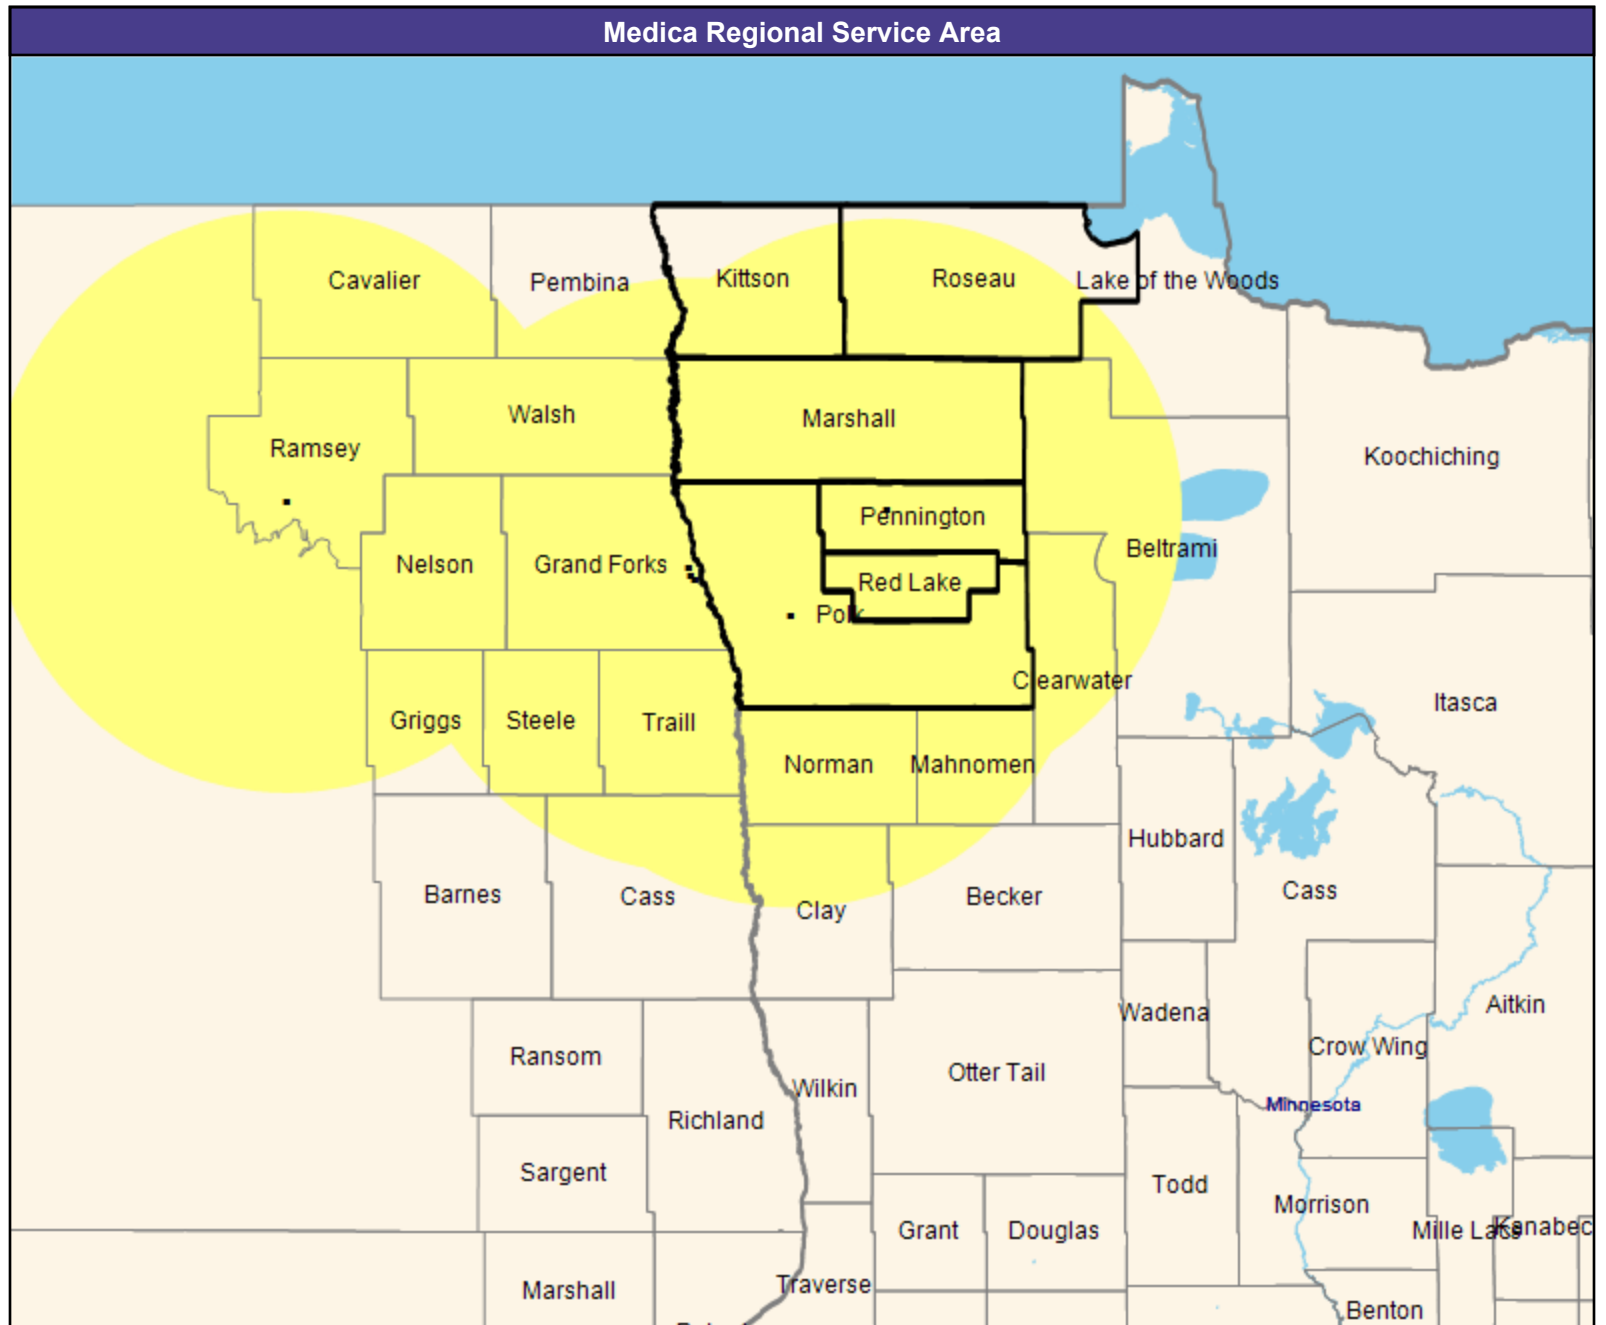 Medica Regional Service Area
Cavalier
Pembina
Kittson
Roseau
Lake of the Woods
Walsh
Marshall
Ramsey
Koochiching
Pennington
Beltrami
Nelson
Grand Forks
Red Lake
Polk
Clearwater
Itasca
Griggs
Steele
Traill
Norman
Mahnomen
Hubbard
Barnes
Cass
Clay
Becker
Cass
Wadena
Aitkin
Ransom
Crow Wing
Otter Tail
Wilkin
Minnesota
Richland
Sargent
Todd
Morrison
Grant
Douglas
Mille Lacs
Kanabec
Marshall
Traverse
Benton